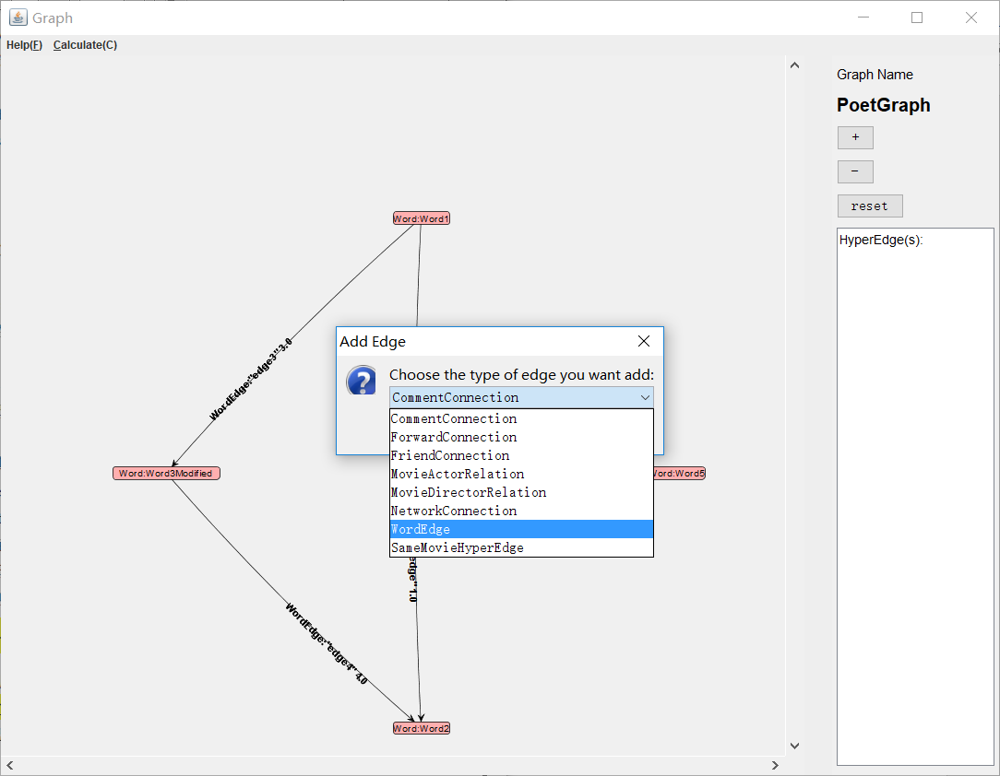 Graph
Help(F) Calculate(C)
Graph Name
PoetGraph
+
−
reset
HyperEdge(s):
Word:Word1
WordEdge:"edge3"3.0
Add Edge
Choose the type of edge you want add:
CommentConnection
CommentConnection
ForwardConnection
FriendConnection
MovieActorRelation
MovieDirectorRelation
NetworkConnection
WordEdge
SameMovieHyperEdge
Word:Word3Modified
Word:Word5
edge"1.0
WordEdge:"edge4"4.0
Word:Word2